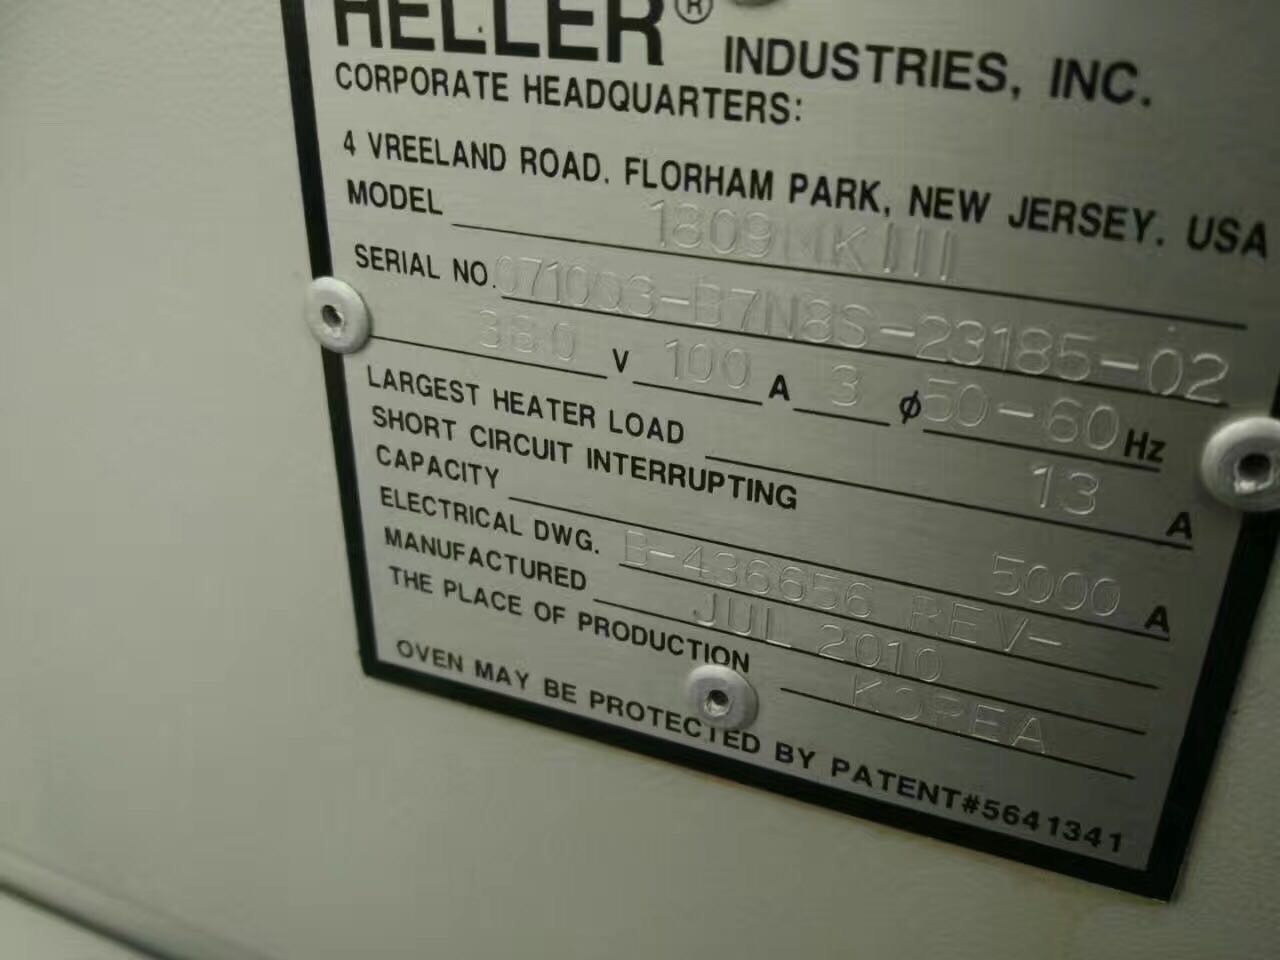 HELLER® INDUSTRIES, INC.
CORPORATE HEADQUARTERS:
4 VREELAND ROAD. FLORHAM PARK, NEW JERSEY. USA
MODEL 1809MKIII
SERIAL NO. 071003-B7N8S-23185-02
380 V 100 A 3 ϕ 50-60 Hz
LARGEST HEATER LOAD 13 A
SHORT CIRCUIT INTERRUPTING
CAPACITY 5000 A
ELECTRICAL DWG. B-436656 REV-
MANUFACTURED JUL 2010
THE PLACE OF PRODUCTION KOREA
OVEN MAY BE PROTECTED BY PATENT#5641341